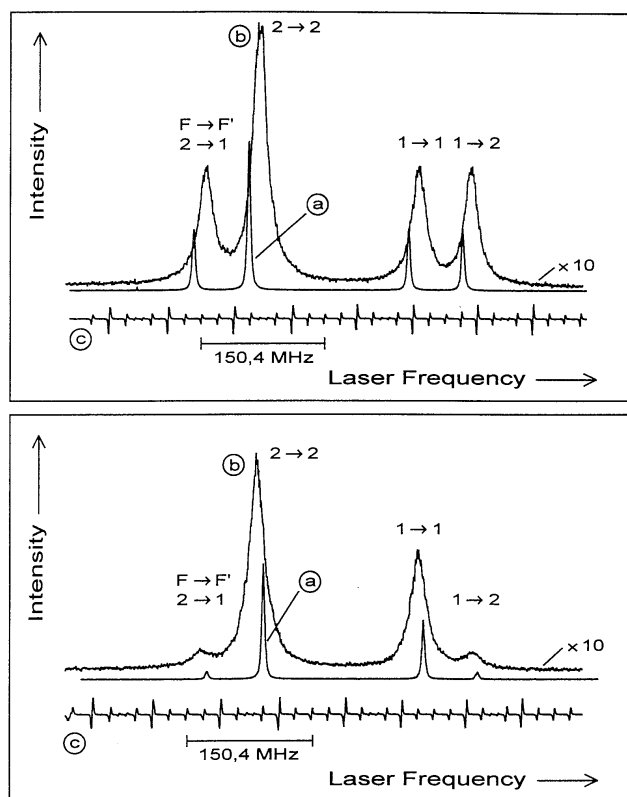 ⓑ 2 → 2
F → F'
2 → 1
1 → 1 1 → 2
ⓐ
x 10
Intensity
ⓒ
150,4 MHz
Laser Frequency
ⓑ 2 → 2
1 → 1
F → F'
2 → 1
ⓐ
1 → 2
x 10
Intensity
ⓒ
150,4 MHz
Laser Frequency